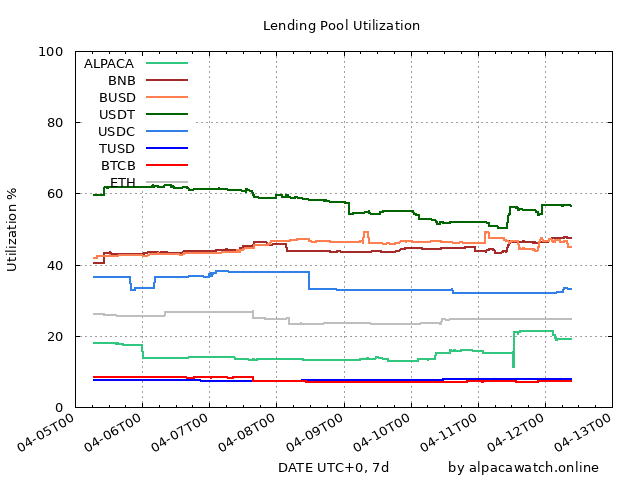 Lending Pool Utilization
100
80
60
40
20
0
Utilization %
ALPACA
BNB
BUSD
USDT
USDC
TUSD
BTCB
ETH
04-05T00
04-06T00
04-07T00
04-08T00
04-09T00
04-10T00
04-11T00
04-12T00
04-13T00
DATE UTC+0, 7d
by alpacawatch.online